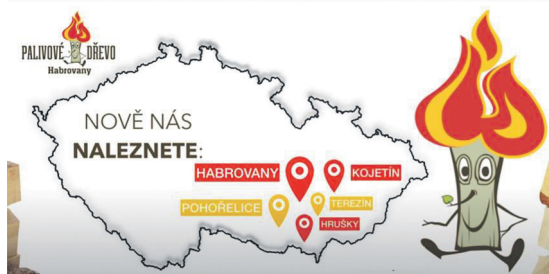 PALIVOVÉ DŘEVO
Habrovany
NOVĚ NÁS
NALEZNETE:
HABROVANY
KOJETÍN
POHOŘELICE
TEREZÍN
HRUŠKY